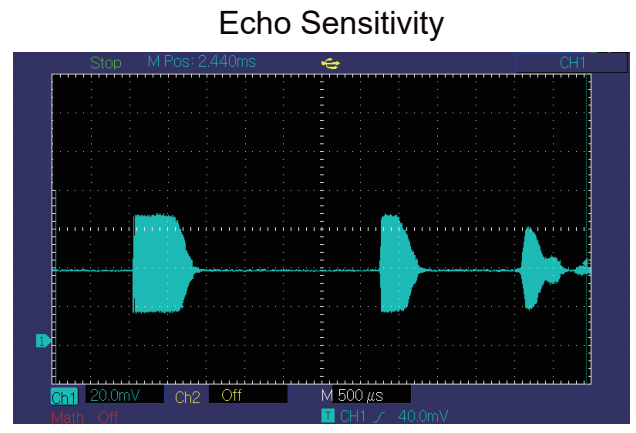 Echo Sensitivity
Stop M Pos: 2.440ms CH1
1
Ch1 20.0mV Ch2 Off M 500 µs
Math Off T CH1 40.0mV